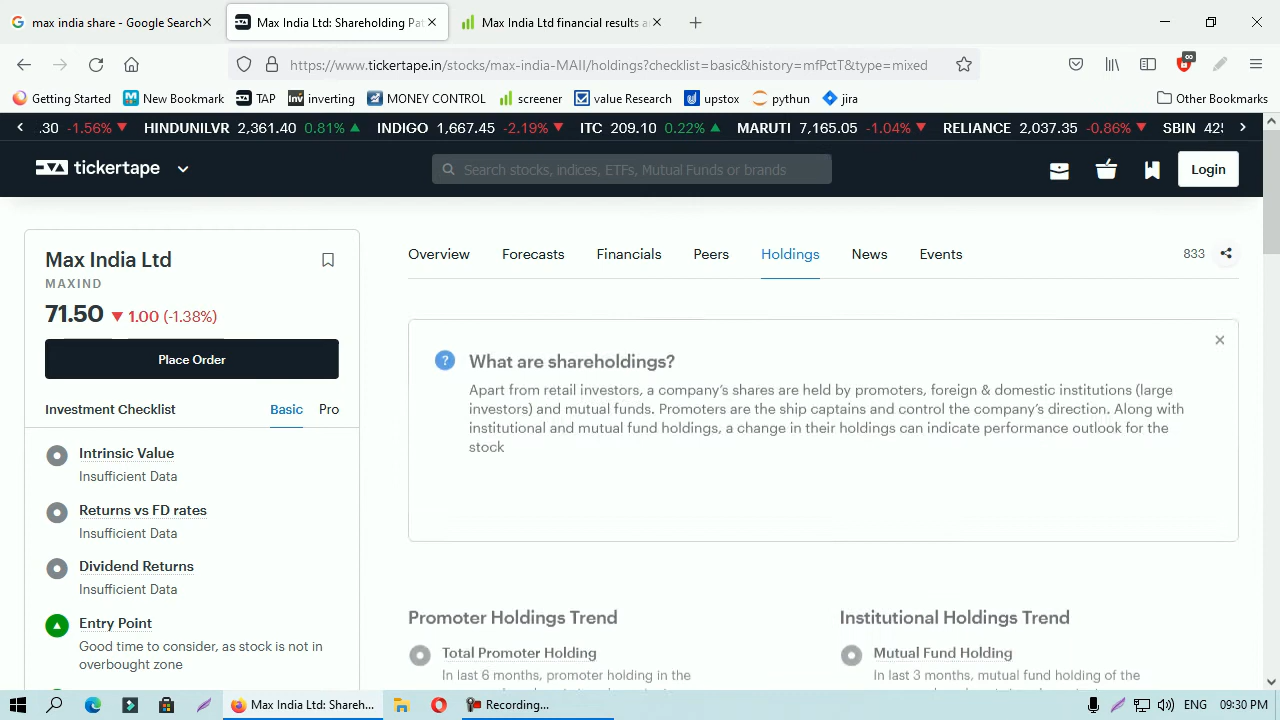 max india share - Google Search
Max India Ltd: Shareholding Pat
Max India Ltd financial results a
https://www.tickertape.in/stocks/max-india-MAII/holdings?checklist=basic&history=mfPctT&type=mixed
Getting Started
New Bookmark
TAP
inverting
MONEY CONTROL
screener
value Research
upstox
pythun
jira
Other Bookmarks
.30 -1.56%
HINDUNILVR 2,361.40 0.81%
INDIGO 1,667.45 -2.19%
ITC 209.10 0.22%
MARUTI 7,165.05 -1.04%
RELIANCE 2,037.35 -0.86%
SBIN 425
tickertape
Search stocks, indices, ETFs, Mutual Funds or brands
Login
Max India Ltd
MAXIND
71.50 1.00 (-1.38%)
Place Order
Investment Checklist
Basic
Pro
Intrinsic Value
Insufficient Data
Returns vs FD rates
Insufficient Data
Dividend Returns
Insufficient Data
Entry Point
Good time to consider, as stock is not in
overbought zone
Overview
Forecasts
Financials
Peers
Holdings
News
Events
833
What are shareholdings?
Apart from retail investors, a company's shares are held by promoters, foreign & domestic institutions (large
investors) and mutual funds. Promoters are the ship captains and control the company's direction. Along with
institutional and mutual fund holdings, a change in their holdings can indicate performance outlook for the
stock
Promoter Holdings Trend
Total Promoter Holding
In last 6 months, promoter holding in the
Institutional Holdings Trend
Mutual Fund Holding
In last 3 months, mutual fund holding of the
Max India Ltd: Shareh...
Recording...
ENG
09:30 PM